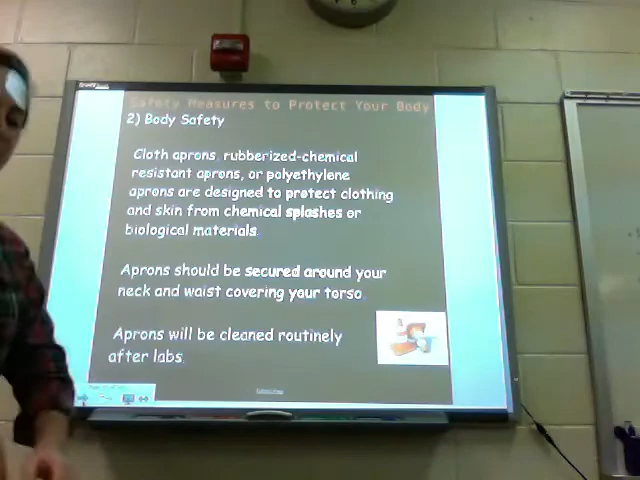 Safety Measures to Protect Your Body
2) Body Safety
Cloth aprons, rubberized-chemical
resistant aprons, or polyethylene
aprons are designed to protect clothing
and skin from chemical splashes or
biological materials.
Aprons should be secured around your
neck and waist covering your torso.
Aprons will be cleaned routinely
after labs.